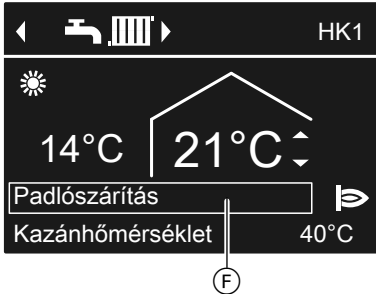 HK1
14°C 21°C
Padlószárítás
Kazánhőmérséklet 40°C
F